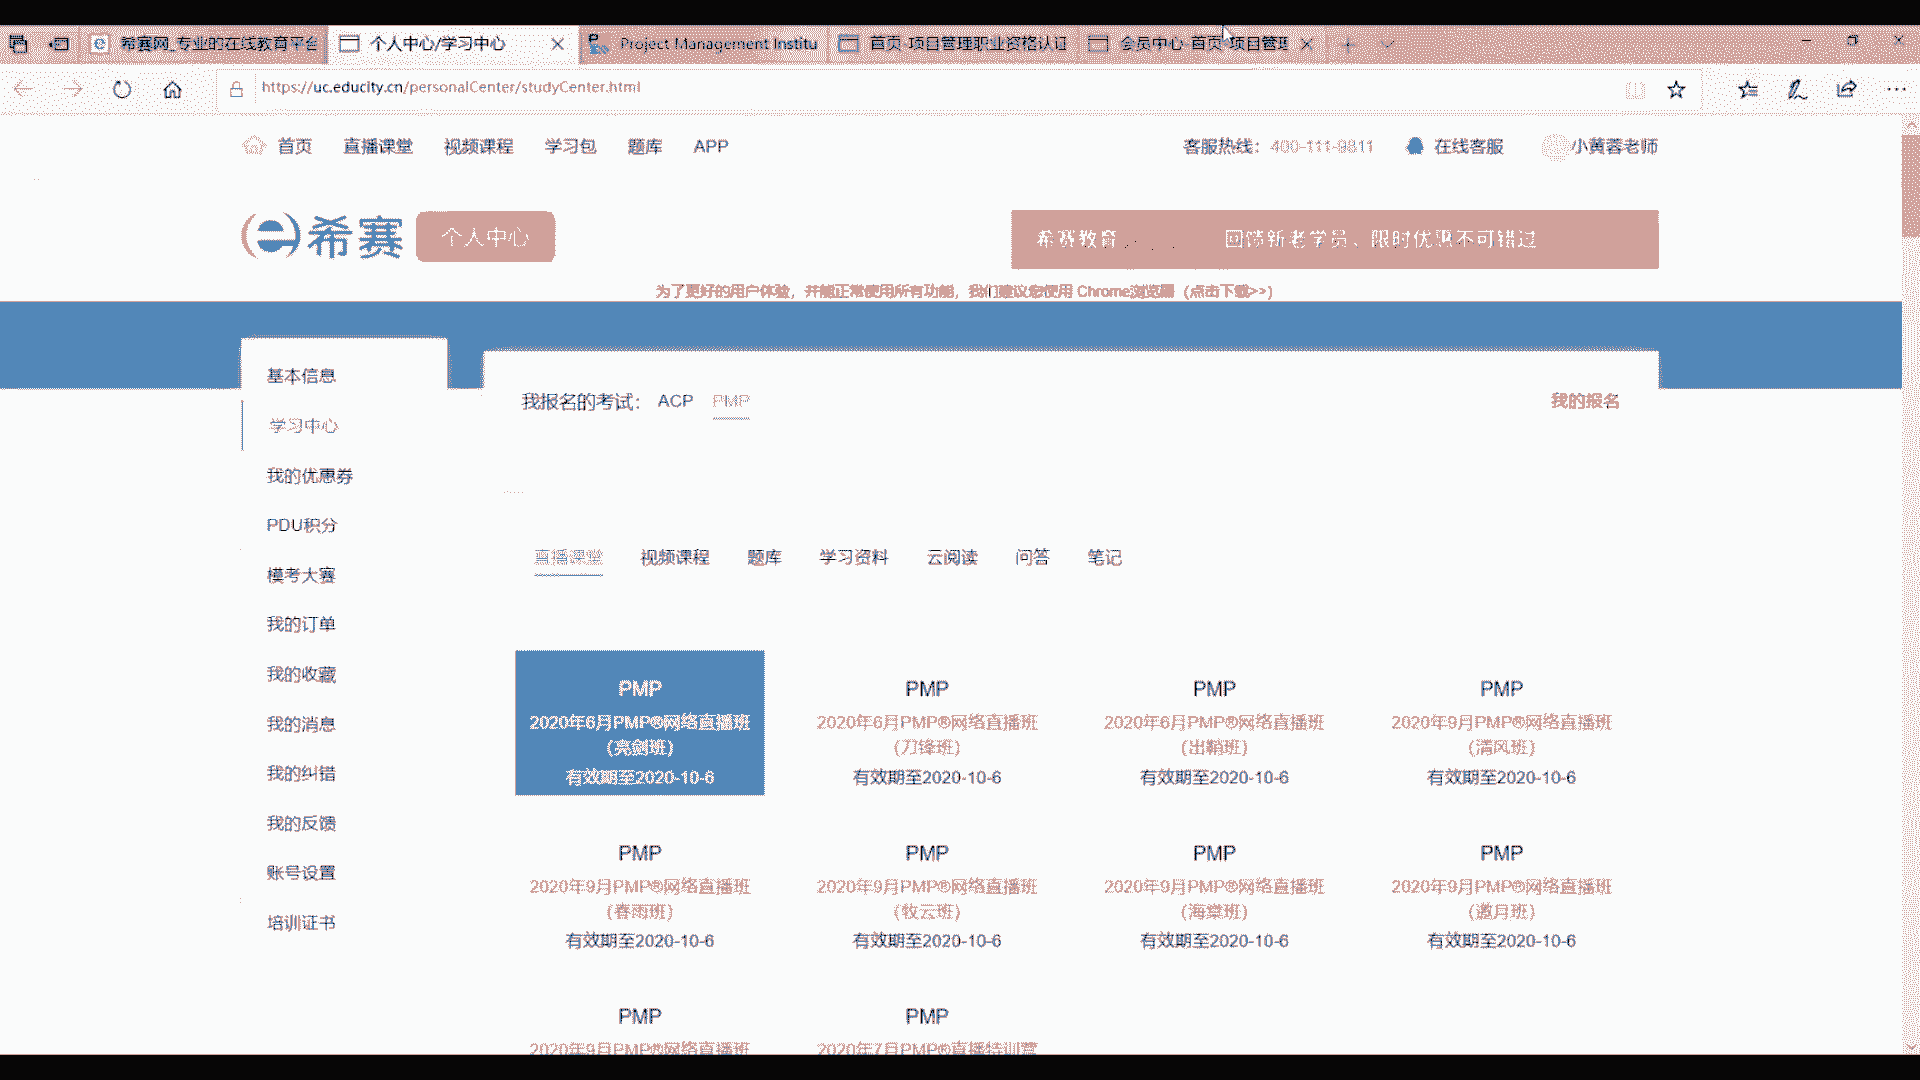 希赛网_专业的在线教育平台
个人中心/学习中心
Project Management Institu
首页-项目管理职业资格认证
会员中心-首页-项目管理
https://uc.educity.cn/personalCenter/studyCenter.html
首页 直播课堂 视频课程 学习包 题库 APP
客服热线：400-111-9811 在线客服 小黄蓉老师
希赛 个人中心
希赛教育 回馈新老学员、限时优惠不可错过
为了更好的用户体验，并能正常使用所有功能，我们建议您使用 Chrome浏览器（点击下载>>）
基本信息
学习中心
我的优惠券
PDU积分
模考大赛
我的订单
我的收藏
我的消息
我的纠错
我的反馈
账号设置
培训证书
我报名的考试： ACP PMP
我的报名
直播课堂 视频课程 题库 学习资料 云阅读 问答 笔记
PMP
2020年6月PMP®网络直播班
（亮剑班）
有效期至2020-10-6
PMP
2020年6月PMP®网络直播班
（刀锋班）
有效期至2020-10-6
PMP
2020年6月PMP®网络直播班
（出鞘班）
有效期至2020-10-6
PMP
2020年9月PMP®网络直播班
（清风班）
有效期至2020-10-6
PMP
2020年9月PMP®网络直播班
（春雨班）
有效期至2020-10-6
PMP
2020年9月PMP®网络直播班
（牧云班）
有效期至2020-10-6
PMP
2020年9月PMP®网络直播班
（海棠班）
有效期至2020-10-6
PMP
2020年9月PMP®网络直播班
（邀月班）
有效期至2020-10-6
PMP
2020年9月PMP®网络直播班
PMP
2020年7月PMP®直播特训营